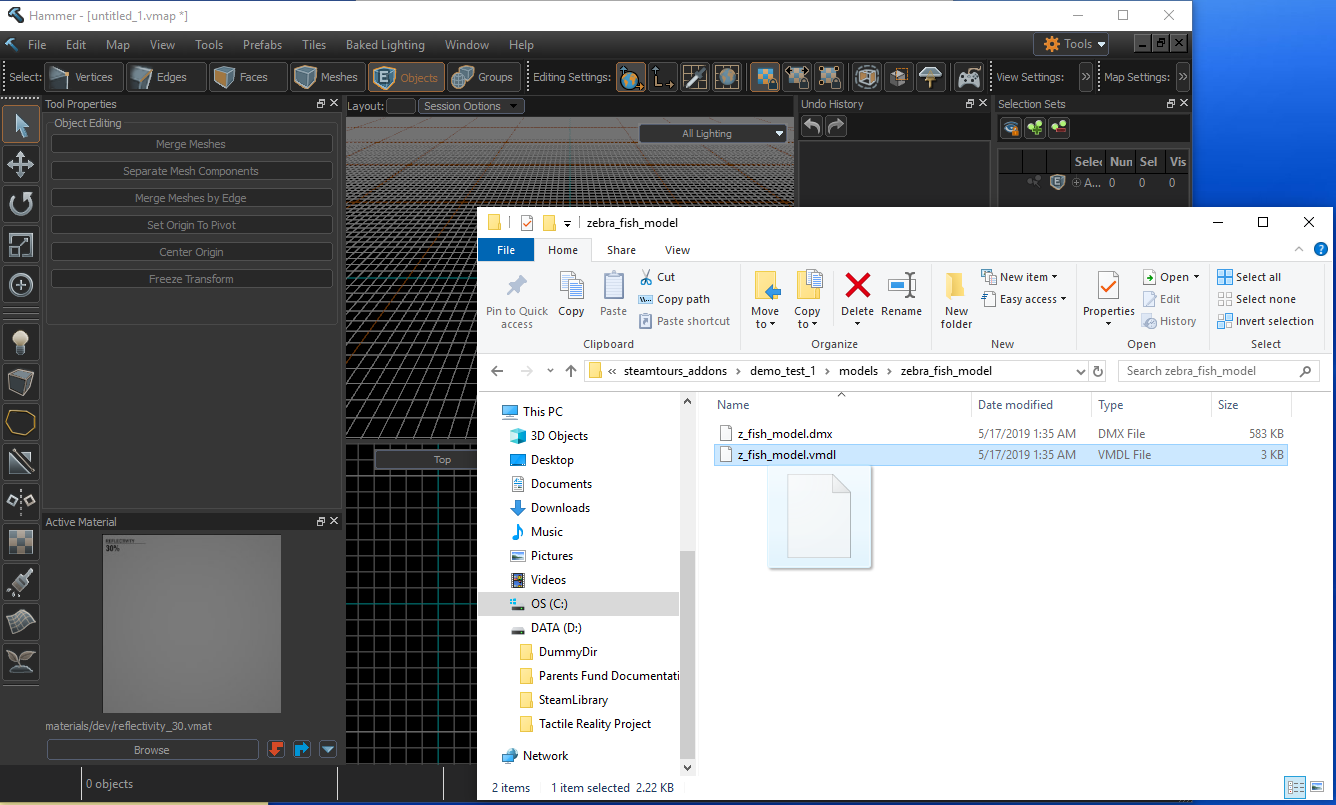 Hammer - [untitled_1.vmap *]
File Edit Map View Tools Prefabs Tiles Baked Lighting Window Help
Tools
Select: Vertices Edges Faces Meshes Objects Groups Editing Settings: View Settings: Map Settings:
Tool Properties
Object Editing
Merge Meshes
Separate Mesh Components
Merge Meshes by Edge
Set Origin To Pivot
Center Origin
Freeze Transform
Layout: Session Options
All Lighting
Undo History
Selection Sets
Selec Num Sel Vis
A... 0 0 0
Top
Active Material
REFLECTIVITY
30%
materials/dev/reflectivity_30.vmat
Browse
0 objects
zebra_fish_model
File Home Share View
Pin to Quick access
Copy
Paste
Cut
Copy path
Paste shortcut
Clipboard
Move to
Copy to
Delete
Rename
Organize
New folder
New item
Easy access
New
Properties
Open
Edit
History
Open
Select all
Select none
Invert selection
Select
« steamtours_addons > demo_test_1 > models > zebra_fish_model
Search zebra_fish_model
Name Date modified Type Size
z_fish_model.dmx 5/17/2019 1:35 AM DMX File 583 KB
z_fish_model.vmdl 5/17/2019 1:35 AM VMDL File 3 KB
This PC
3D Objects
Desktop
Documents
Downloads
Music
Pictures
Videos
OS (C:)
DATA (D:)
DummyDir
Parents Fund Documentati
SteamLibrary
Tactile Reality Project
Network
2 items 1 item selected 2.22 KB